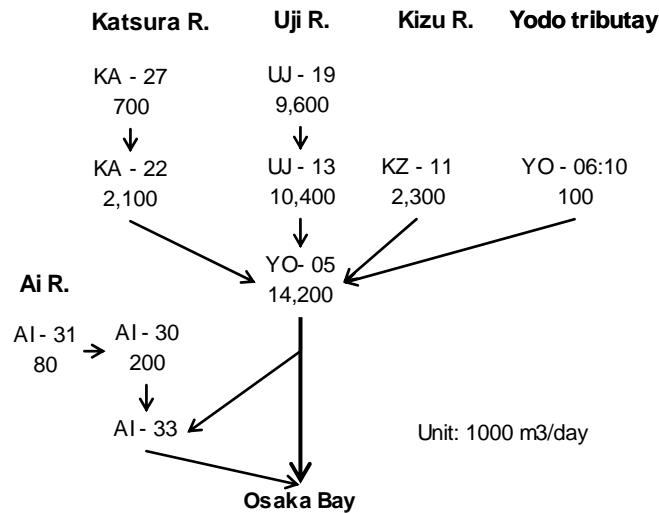 Katsura R. Uji R. Kizu R. Yodo tributay
KA - 27 UJ - 19
700 9,600
KA - 22 UJ - 13 KZ - 11 YO - 06:10
2,100 10,400 2,300 100
YO- 05
14,200
Ai R.
AI - 31 AI - 30
80 200
AI - 33
Unit: 1000 m3/day
Osaka Bay